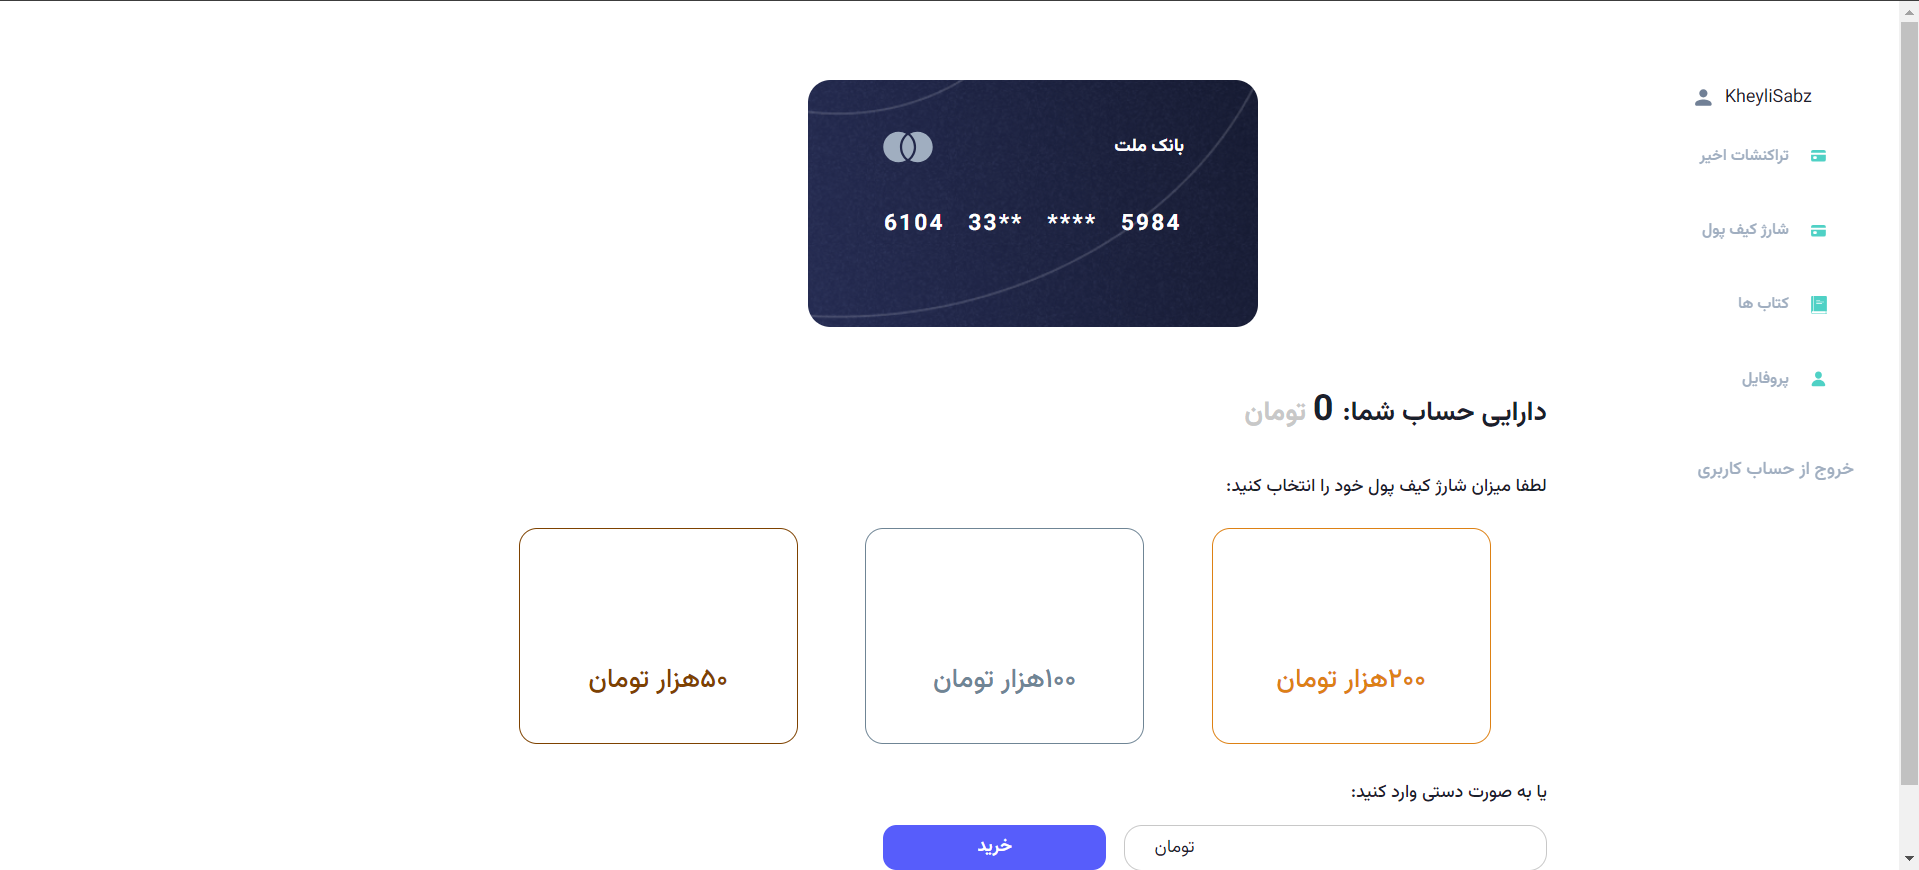 KheyliSabz
تراکنشات اخیر
شارژ کیف پول
کتاب ها
پروفایل
خروج از حساب کاربری
بانک ملت
6104 33** **** 5984
دارایی حساب شما: 0 تومان
لطفا میزان شارژ کیف پول خود را انتخاب کنید:
۲۰۰هزار تومان
۱۰۰هزار تومان
۵۰هزار تومان
یا به صورت دستی وارد کنید:
تومان
خرید